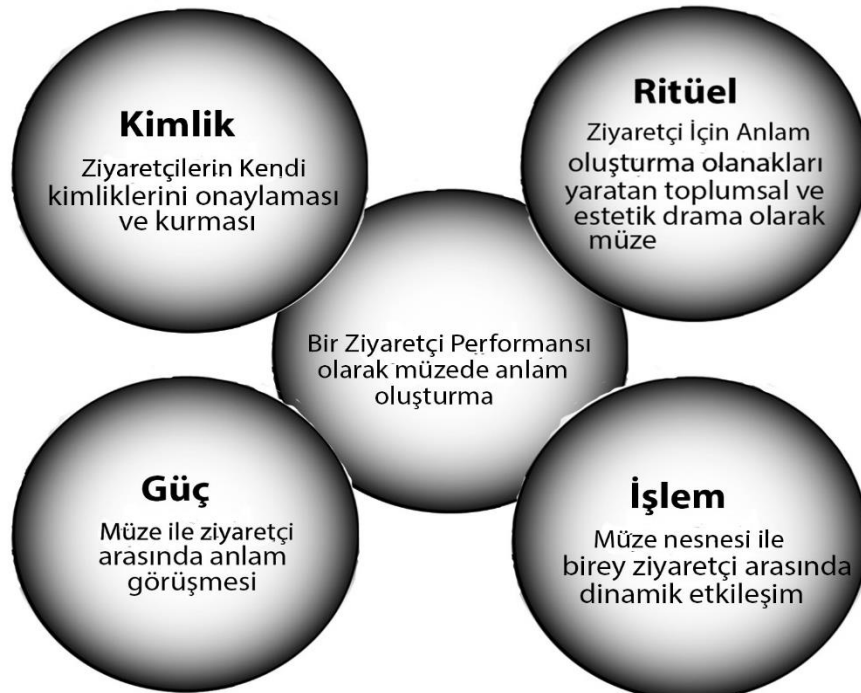 Kimlik
Ziyaretçilerin Kendi
kimliklerini onaylaması
ve kurması
Ritüel
Ziyaretçi İçin Anlam
oluşturma olanakları
yaratan toplumsal ve
estetik drama olarak
müze
Bir Ziyaretçi Performansı
olarak müzede anlam
oluşturma
Güç
Müze ile ziyaretçi
arasında anlam
görüşmesi
İşlem
Müze nesnesi ile
birey ziyaretçi arasında
dinamik etkileşim